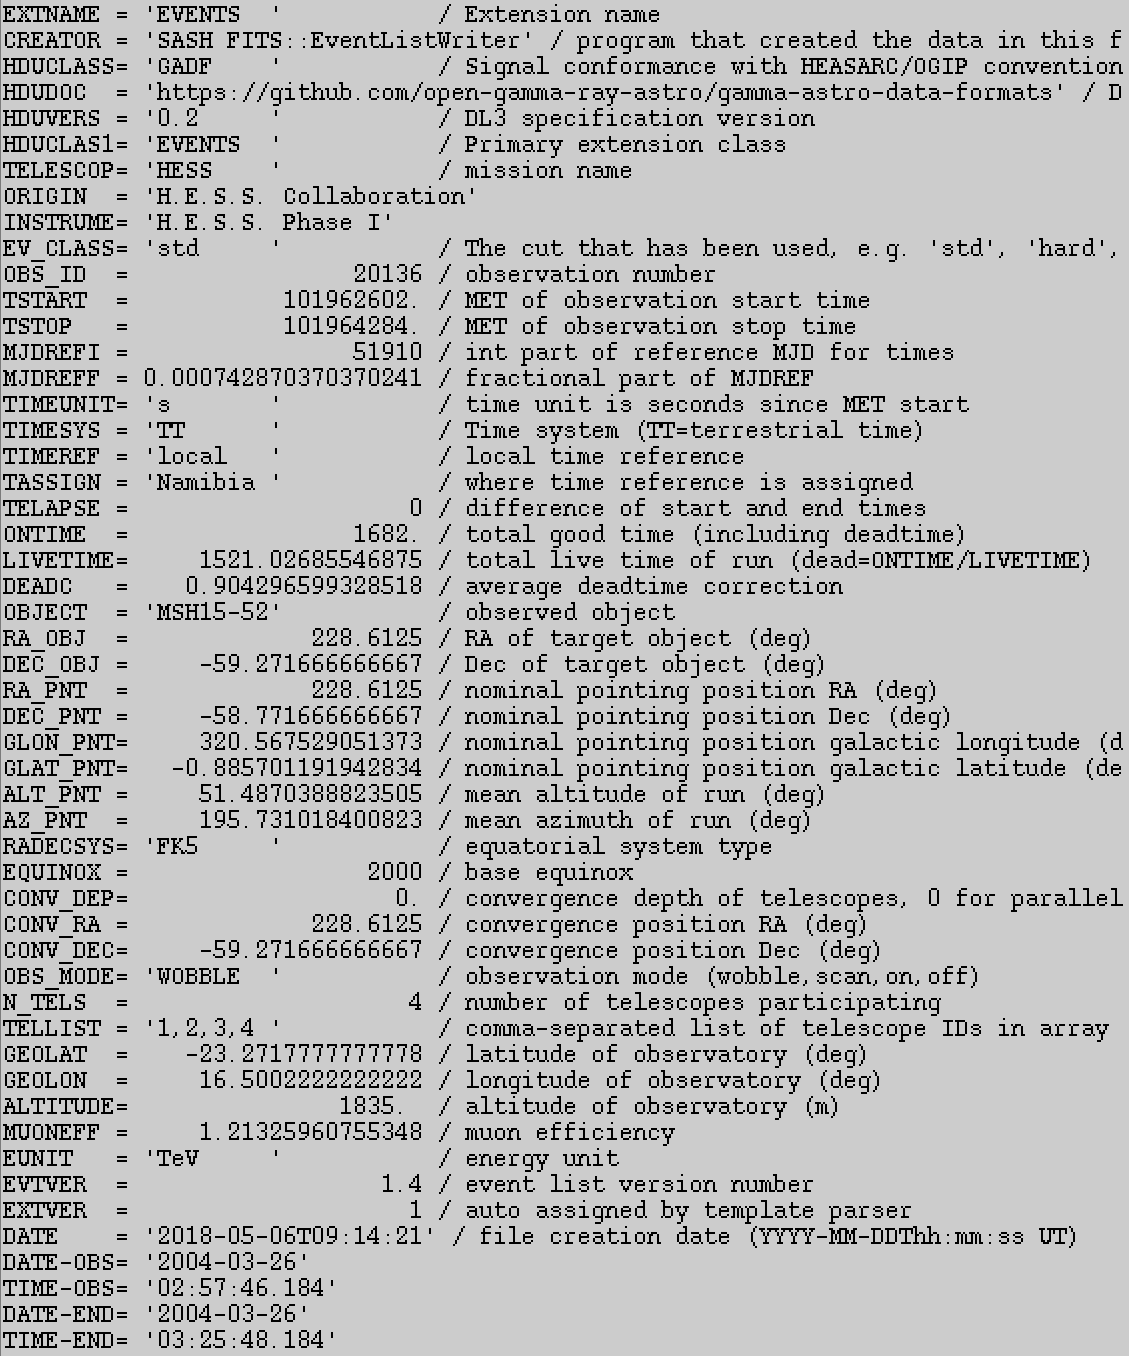 EXTNAME = 'EVENTS  '           / Extension name
CREATOR = 'SASH FITS::EventListWriter' / program that created the data in this f
HDUCLASS= 'GADF    '           / Signal conformance with HEASARC/OGIP convention
HDUDOC  = 'https://github.com/open-gamma-ray-astro/gamma-astro-data-formats' / D
HDUVERS = '0.2     '           / DL3 specification version
HDUCLAS1= 'EVENTS  '           / Primary extension class
TELESCOP= 'HESS    '           / mission name
ORIGIN  = 'H.E.S.S. Collaboration'
INSTRUME= 'H.E.S.S. Phase I'
EV_CLASS= 'std     '           / The cut that has been used, e.g. 'std', 'hard',
OBS_ID  =                20136 / observation number
TSTART  =           101962602. / MET of observation start time
TSTOP   =           101964284. / MET of observation stop time
MJDREFI =                51910 / int part of reference MJD for times
MJDREFF = 0.000742870370370241 / fractional part of MJDREF
TIMEUNIT= 's       '           / time unit is seconds since MET start
TIMESYS = 'TT      '           / Time system (TT=terrestrial time)
TIMEREF = 'local   '           / local time reference
TASSIGN = 'Namibia '           / where time reference is assigned
TELAPSE =                    0 / difference of start and end times
ONTIME  =                1682. / total good time (including deadtime)
LIVETIME=     1521.02685546875 / total live time of run (dead=ONTIME/LIVETIME)
DEADC   =    0.904296599328518 / average deadtime correction
OBJECT  = 'MSH15-52'           / observed object
RA_OBJ  =             228.6125 / RA of target object (deg)
DEC_OBJ =     -59.271666666667 / Dec of target object (deg)
RA_PNT  =             228.6125 / nominal pointing position RA (deg)
DEC_PNT =     -58.771666666667 / nominal pointing position Dec (deg)
GLON_PNT=     320.567529051373 / nominal pointing position galactic longitude (d
GLAT_PNT=   -0.885701191942834 / nominal pointing position galactic latitude (de
ALT_PNT =     51.4870388823505 / mean altitude of run (deg)
AZ_PNT  =     195.731018400823 / mean azimuth of run (deg)
RADECSYS= 'FK5     '           / equatorial system type
EQUINOX =                 2000 / base equinox
CONV_DEP=                   0. / convergence depth of telescopes, 0 for parallel
CONV_RA =             228.6125 / convergence position RA (deg)
CONV_DEC=     -59.271666666667 / convergence position Dec (deg)
OBS_MODE= 'WOBBLE  '           / observation mode (wobble,scan,on,off)
N_TELS  =                    4 / number of telescopes participating
TELLIST = '1,2,3,4 '           / comma-separated list of telescope IDs in array
GEOLAT  =    -23.2717777777778 / latitude of observatory (deg)
GEOLON  =     16.5002222222222 / longitude of observatory (deg)
ALTITUDE=               1835.  / altitude of observatory (m)
MUONEFF =     1.21325960755348 / muon efficiency
EUNIT   = 'TeV     '           / energy unit
EVTVER  =                  1.4 / event list version number
EXTVER  =                    1 / auto assigned by template parser
DATE    = '2018-05-06T09:14:21' / file creation date (YYYY-MM-DDThh:mm:ss UT)
DATE-OBS= '2004-03-26'
TIME-OBS= '02:57:46.184'
DATE-END= '2004-03-26'
TIME-END= '03:25:48.184'